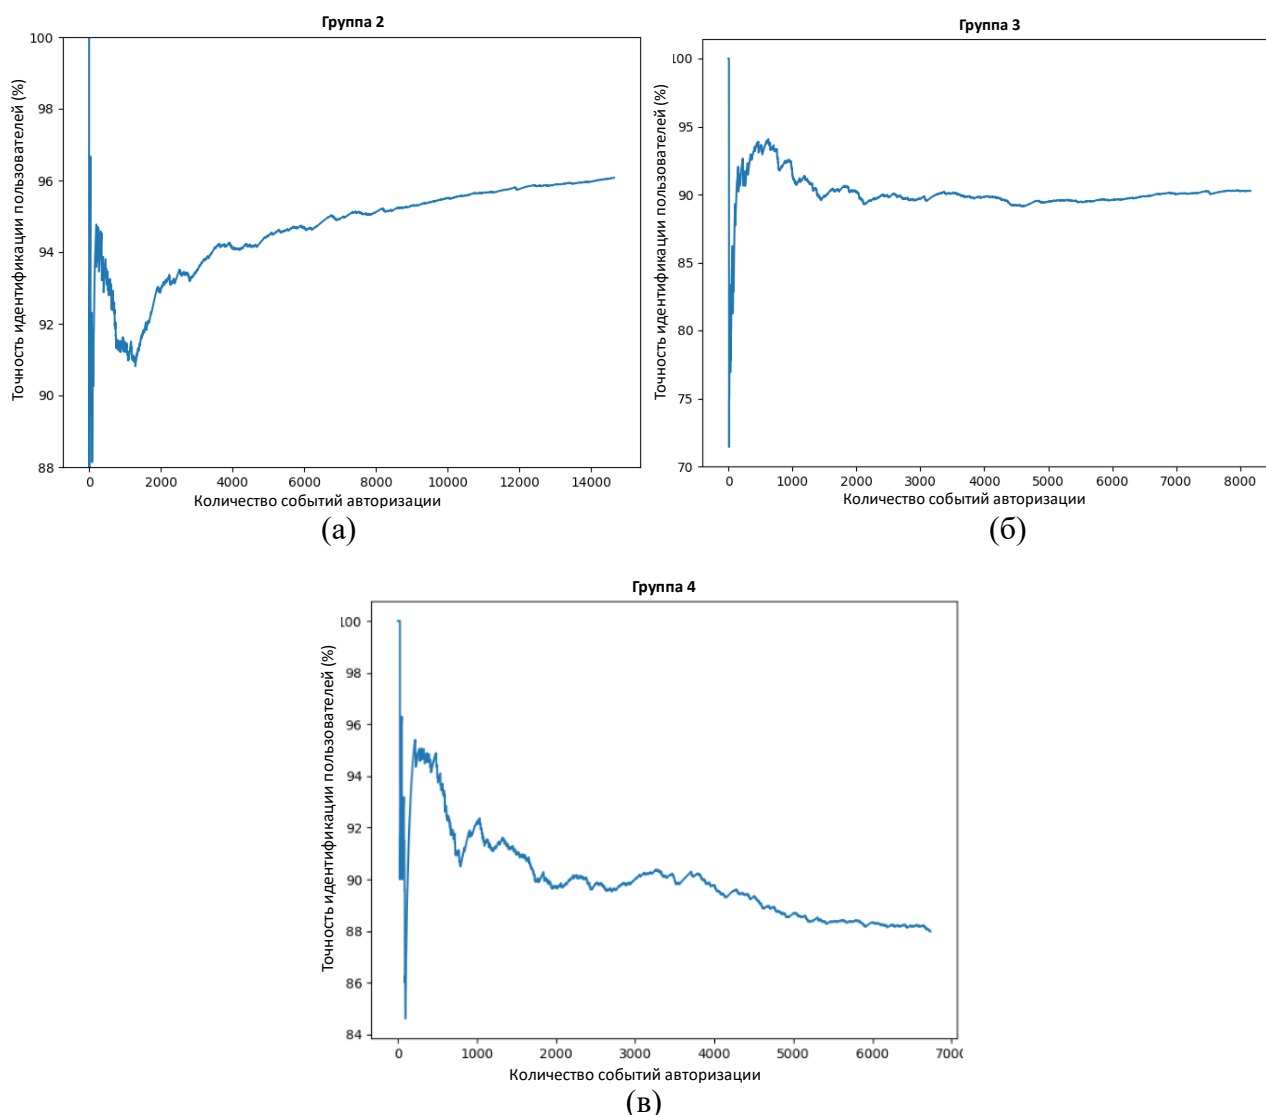 Группа 2
Точность идентификации пользователей (%)
100
98
96
94
92
90
88
0 2000 4000 6000 8000 10000 12000 14000
Количество событий авторизации
(а)
Группа 3
Точность идентификации пользователей (%)
100
95
90
85
80
75
70
0 1000 2000 3000 4000 5000 6000 7000 8000
Количество событий авторизации
(б)
Группа 4
Точность идентификации пользователей (%)
100
98
96
94
92
90
88
86
84
0 1000 2000 3000 4000 5000 6000 7000
Количество событий авторизации
(в)